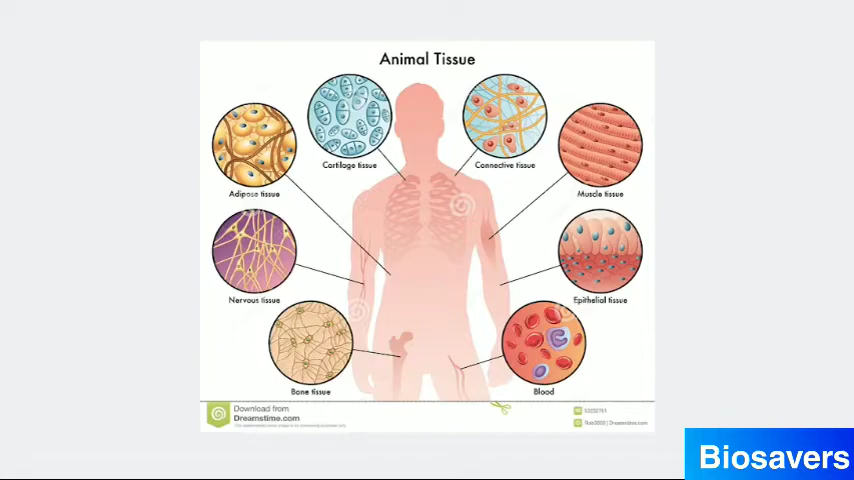 Animal Tissue
Cartilage tissue
Connective tissue
Adipose tissue
Muscle tissue
Nervous tissue
Epithelial tissue
Bone tissue
Blood
Download from
Dreamstime.com
Biosavers